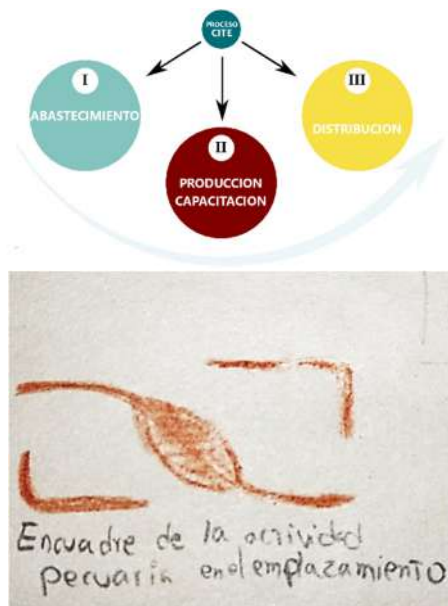 PROCESO
CITE
I
ABASTECIMIENTO
III
DISTRIBUCION
II
PRODUCCION
CAPACITACION
Encuadre de la actividad
pecuaria en el emplazamiento